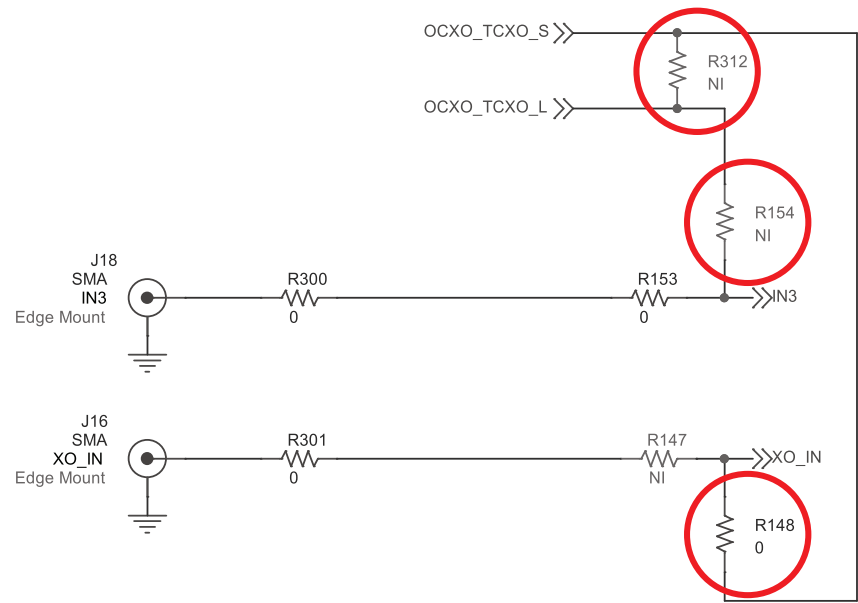 OCXO_TCXO_S
R312
NI
OCXO_TCXO_L
R154
NI
J18
SMA
IN3
Edge Mount
R300
0
R153
0
IN3
J16
SMA
XO_IN
Edge Mount
R301
0
R147
NI
XO_IN
R148
0